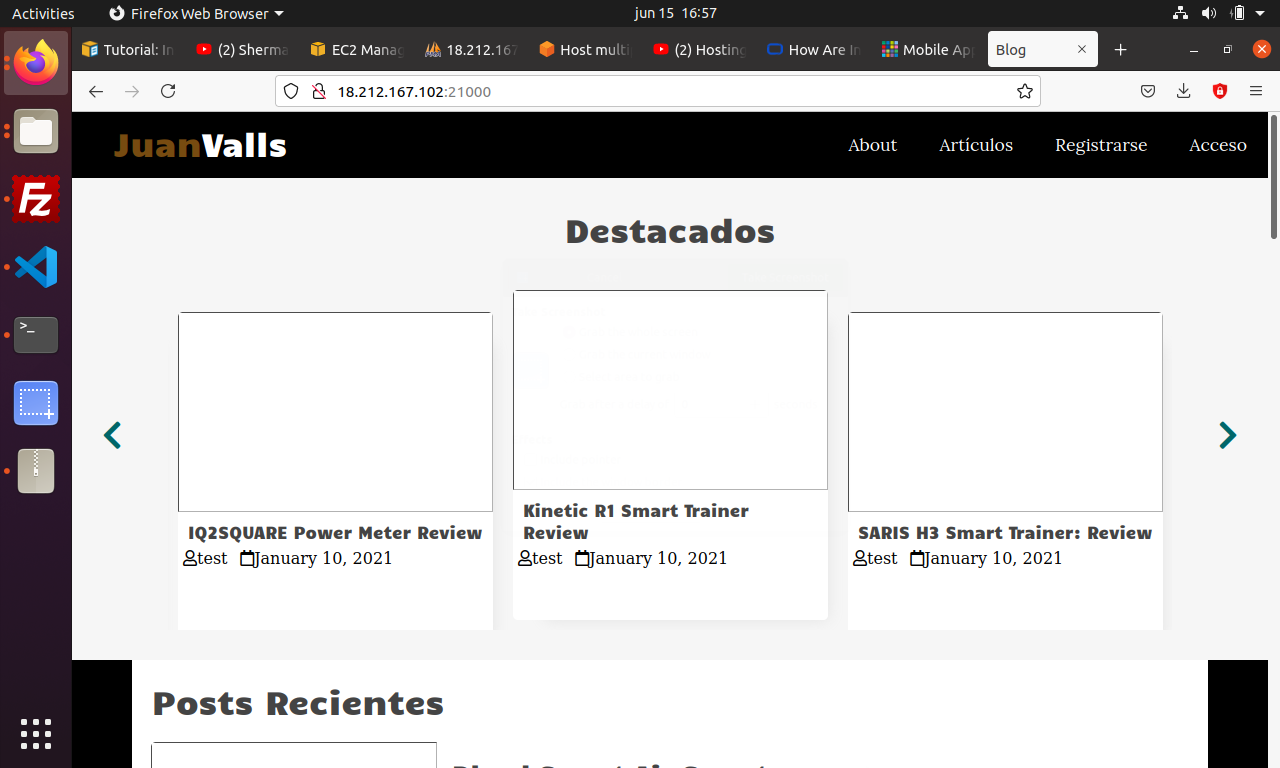 Activities Firefox Web Browser jun 15 16:57
Tutorial: In (2) Sherma EC2 Manag 18.212.167 Host multi (2) Hosting How Are In Mobile App Blog
18.212.167.102:21000
JuanValls About Artículos Registrarse Acceso
Destacados
IQ2SQUARE Power Meter Review
test January 10, 2021
Kinetic R1 Smart Trainer
Review
test January 10, 2021
SARIS H3 Smart Trainer: Review
test January 10, 2021
Posts Recientes